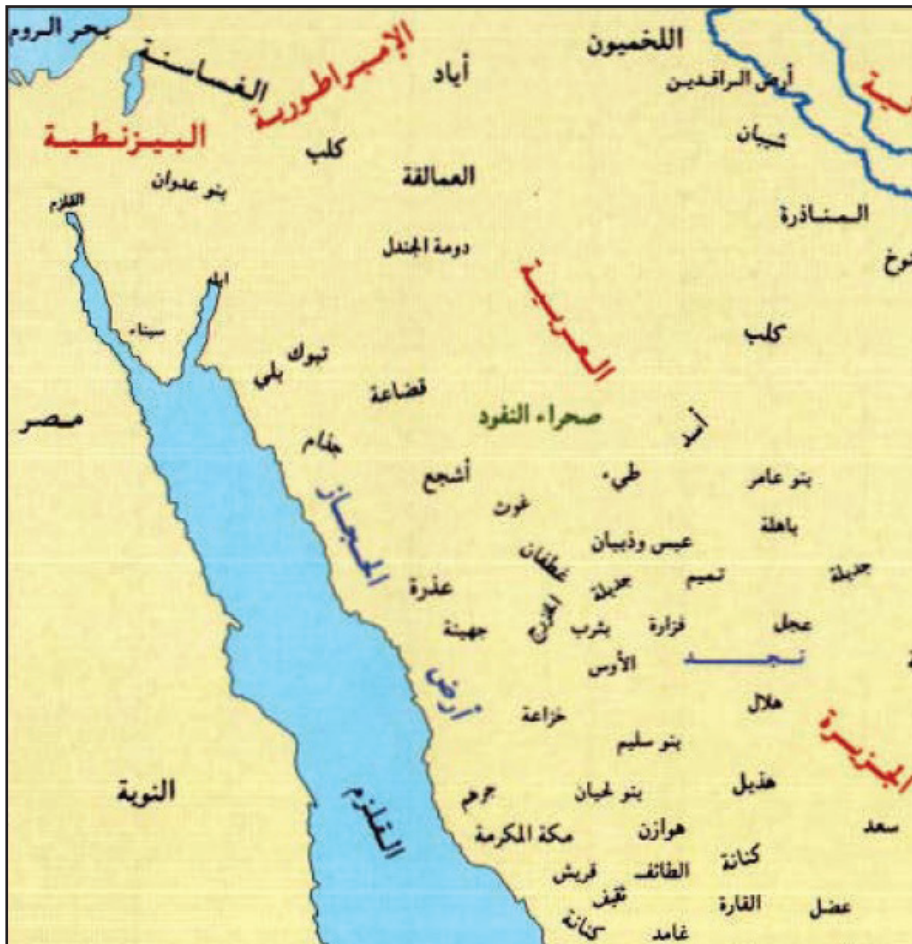 بحر الروم
الغساسنة
الإمبراطورية
أياد
اللخميون
أرض الرافدين
البيزنطية
كلب
شيبان
بنو عدوان
العمالقة
القلزم
المناذرة
دومة الجندل
ايله
العربية
سيناء
كلب
تبوك
بلي
قضاعة
مصر
صحراء النفود
أسد
جذام
أشجع
طيء
بنو عامر
الحجاز
غوث
باهلة
عبس وذبيان
غطفان
عذرة
جديلة
تميم
جديلة
الخزرج
جهينة
يثرب
فزارة
عجل
الأوس
نجد
أرض
خزاعة
هلال
الجزيرة
بنو سليم
النوبة
القلزم
جرهم
بنو لحيان
هذيل
مكة المكرمة
هوازن
سعد
قريش
الطائف
كنانة
ثقيف
القارة
عضل
كنانة
غامد